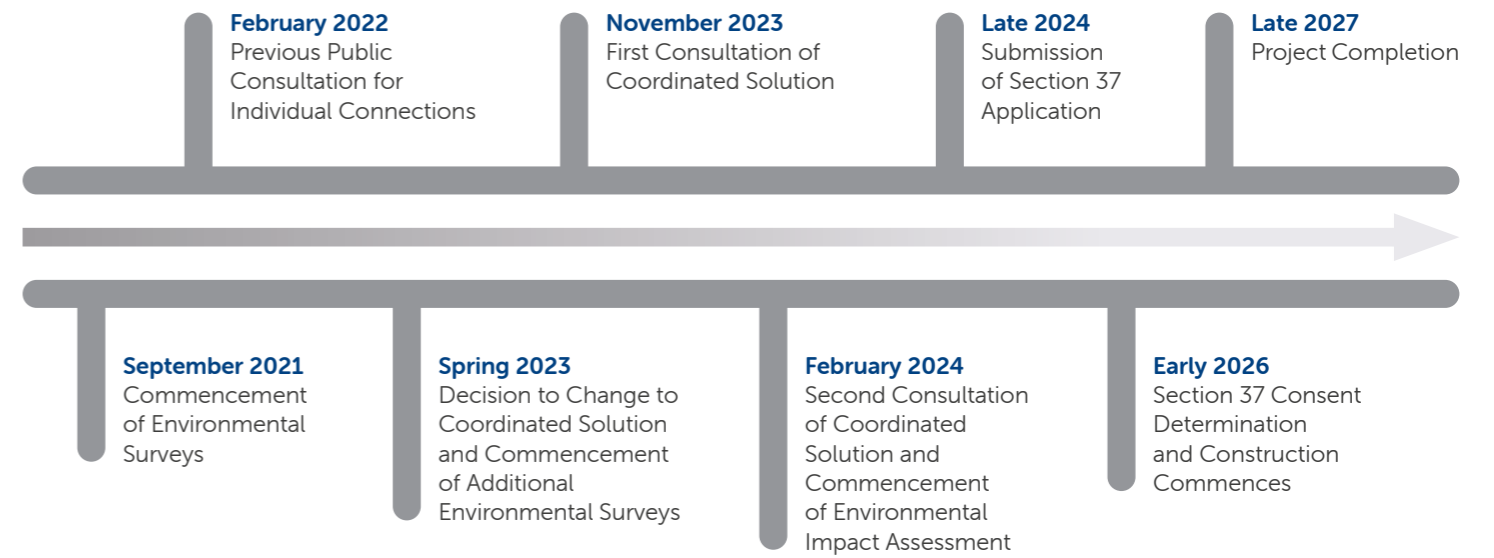 February 2022
Previous Public
Consultation for
Individual Connections
November 2023
First Consultation of
Coordinated Solution
Late 2024
Submission
of Section 37
Application
Late 2027
Project Completion
September 2021
Commencement
of Environmental
Surveys
Spring 2023
Decision to Change to
Coordinated Solution
and Commencement
of Additional
Environmental Surveys
February 2024
Second Consultation
of Coordinated
Solution and
Commencement
of Environmental
Impact Assessment
Early 2026
Section 37 Consent
Determination
and Construction
Commences